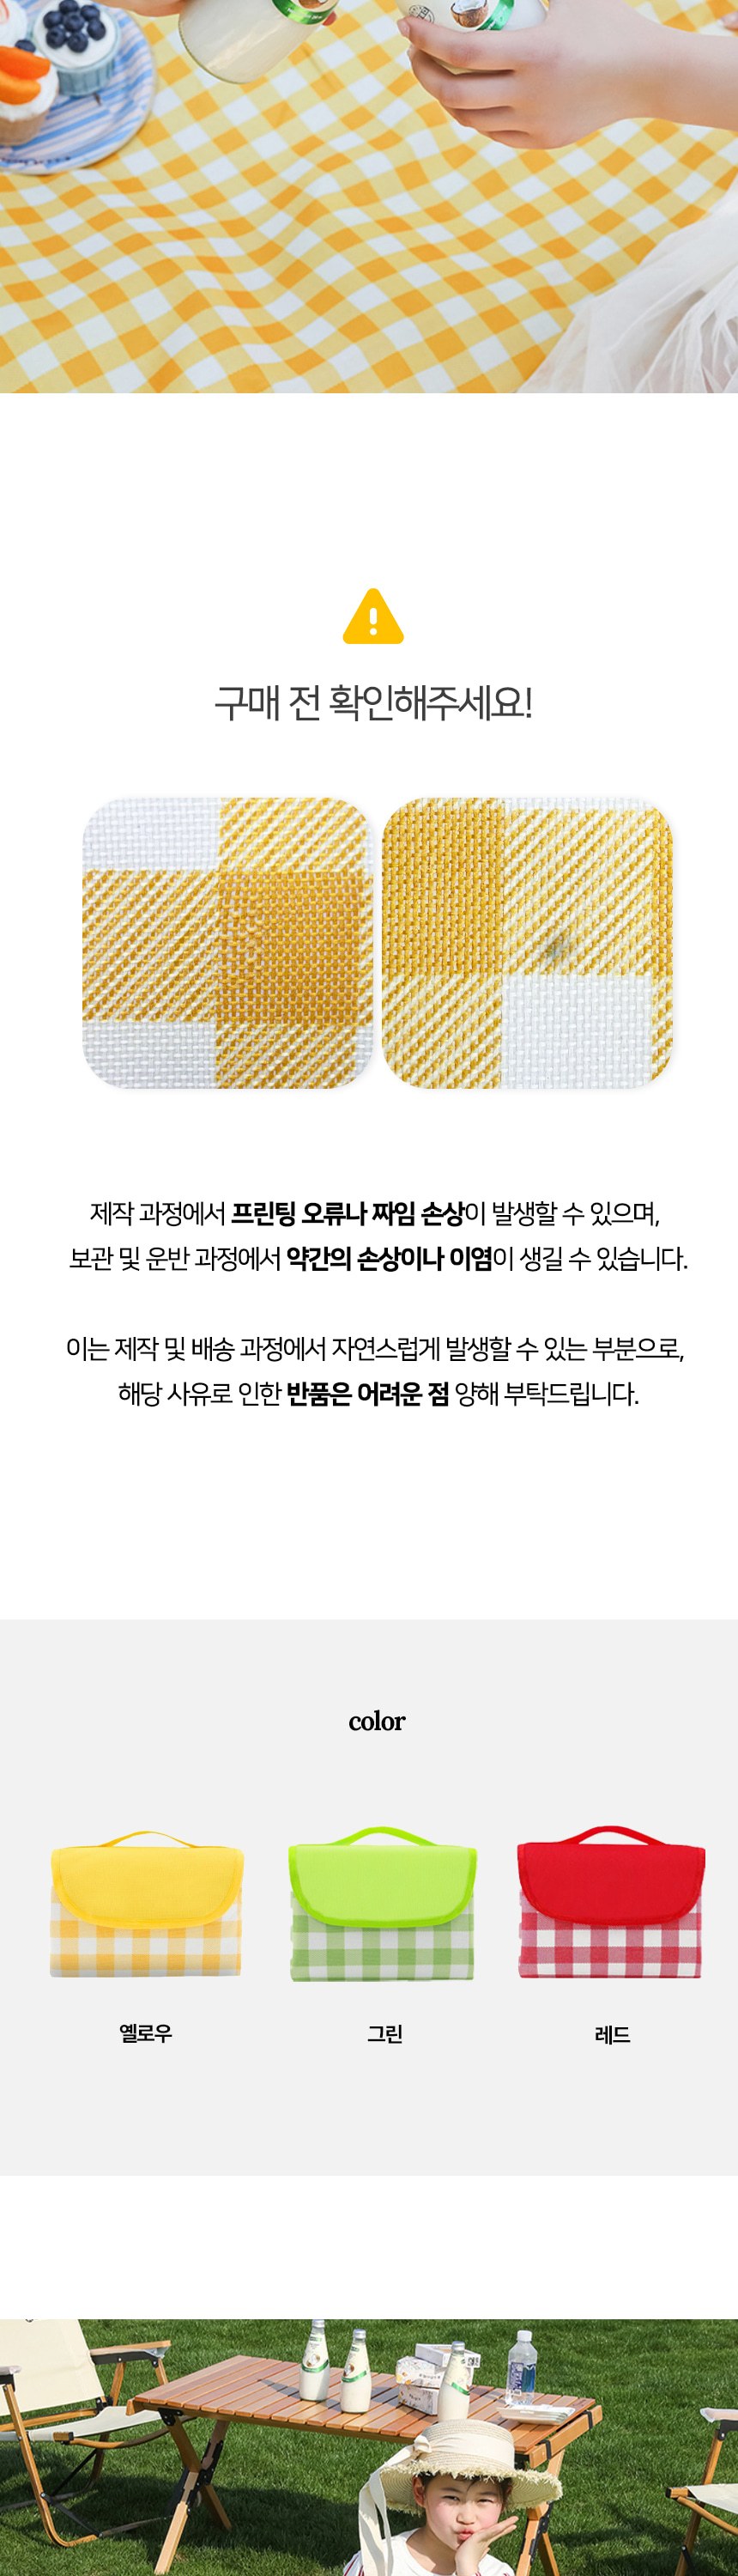 구매 전 확인해주세요!
제작 과정에서 프린팅 오류나 짜임 손상이 발생할 수 있으며,
보관 및 운반 과정에서 약간의 손상이나 이염이 생길 수 있습니다.
이는 제작 및 배송 과정에서 자연스럽게 발생할 수 있는 부분으로,
해당 사유로 인한 반품은 어려운 점 양해 부탁드립니다.
color
옐로우
그린
레드